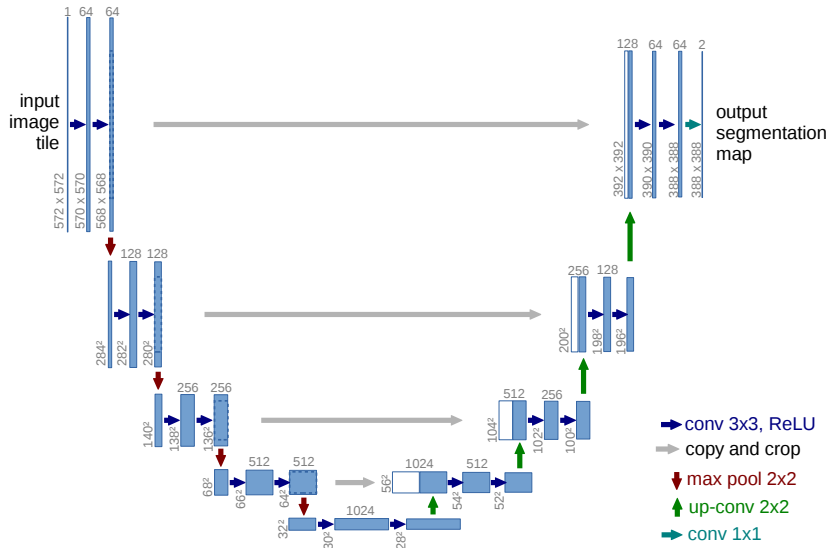 1
64
64
128
64
64
2
input
image
tile
output
segmentation
map
572 x 572
570 x 570
568 x 568
392 x 392
390 x 390
388 x 388
388 x 388
128
128
256
128
284²
282²
280²
200²
198²
196²
256
256
512
256
140²
138²
136²
104²
102²
100²
512
512
1024
512
68²
66²
64²
56²
54²
52²
1024
32²
30²
28²
conv 3x3, ReLU
copy and crop
max pool 2x2
up-conv 2x2
conv 1x1